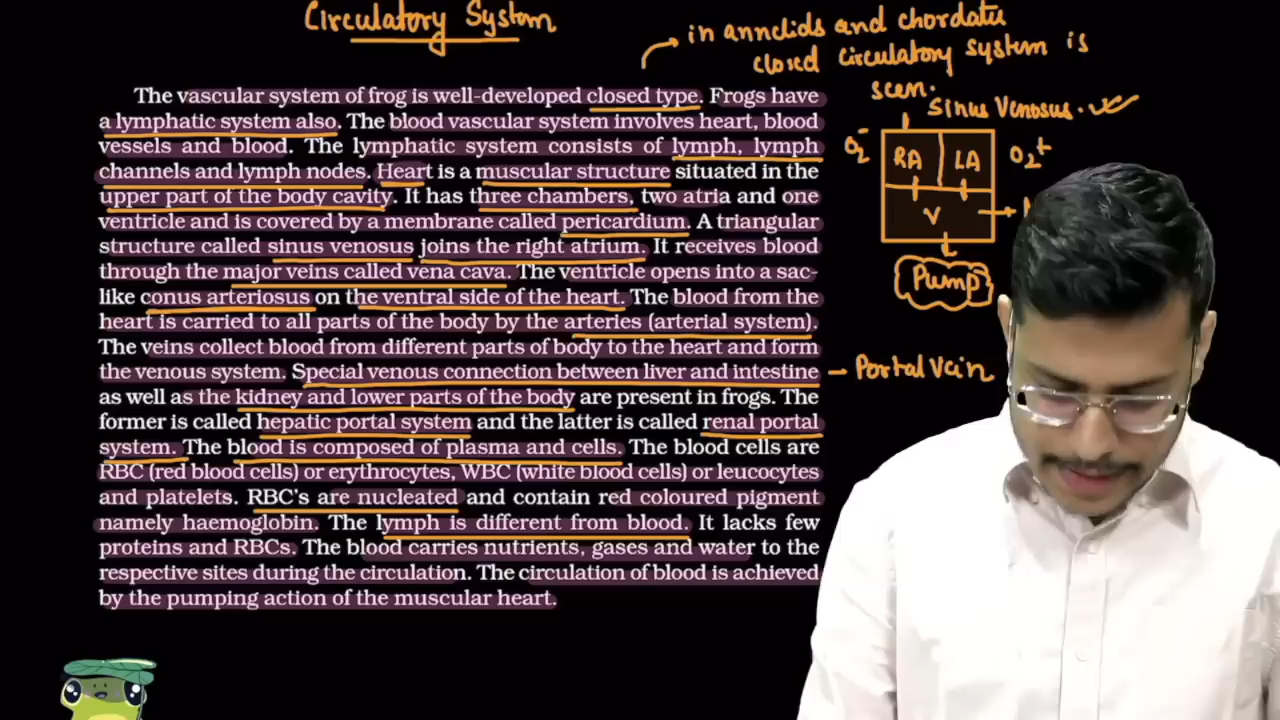 Circulatory System
in annelids and chordata
closed circulatory system is
seen.
The vascular system of frog is well-developed closed type. Frogs have
a lymphatic system also. The blood vascular system involves heart, blood
vessels and blood. The lymphatic system consists of lymph, lymph
channels and lymph nodes. Heart is a muscular structure situated in the
upper part of the body cavity. It has three chambers, two atria and one
ventricle and is covered by a membrane called pericardium. A triangular
structure called sinus venosus joins the right atrium. It receives blood
through the major veins called vena cava. The ventricle opens into a sac-
like conus arteriosus on the ventral side of the heart. The blood from the
heart is carried to all parts of the body by the arteries (arterial system).
The veins collect blood from different parts of body to the heart and form
the venous system. Special venous connection between liver and intestine
as well as the kidney and lower parts of the body are present in frogs. The
former is called hepatic portal system and the latter is called renal portal
system. The blood is composed of plasma and cells. The blood cells are
RBC (red blood cells) or erythrocytes, WBC (white blood cells) or leucocytes
and platelets. RBC's are nucleated and contain red coloured pigment
namely haemoglobin. The lymph is different from blood. It lacks few
proteins and RBCs. The blood carries nutrients, gases and water to the
respective sites during the circulation. The circulation of blood is achieved
by the pumping action of the muscular heart.
Sinus Venosus.
O2-
RA
LA
O2+
V
Pump
Portal Vein